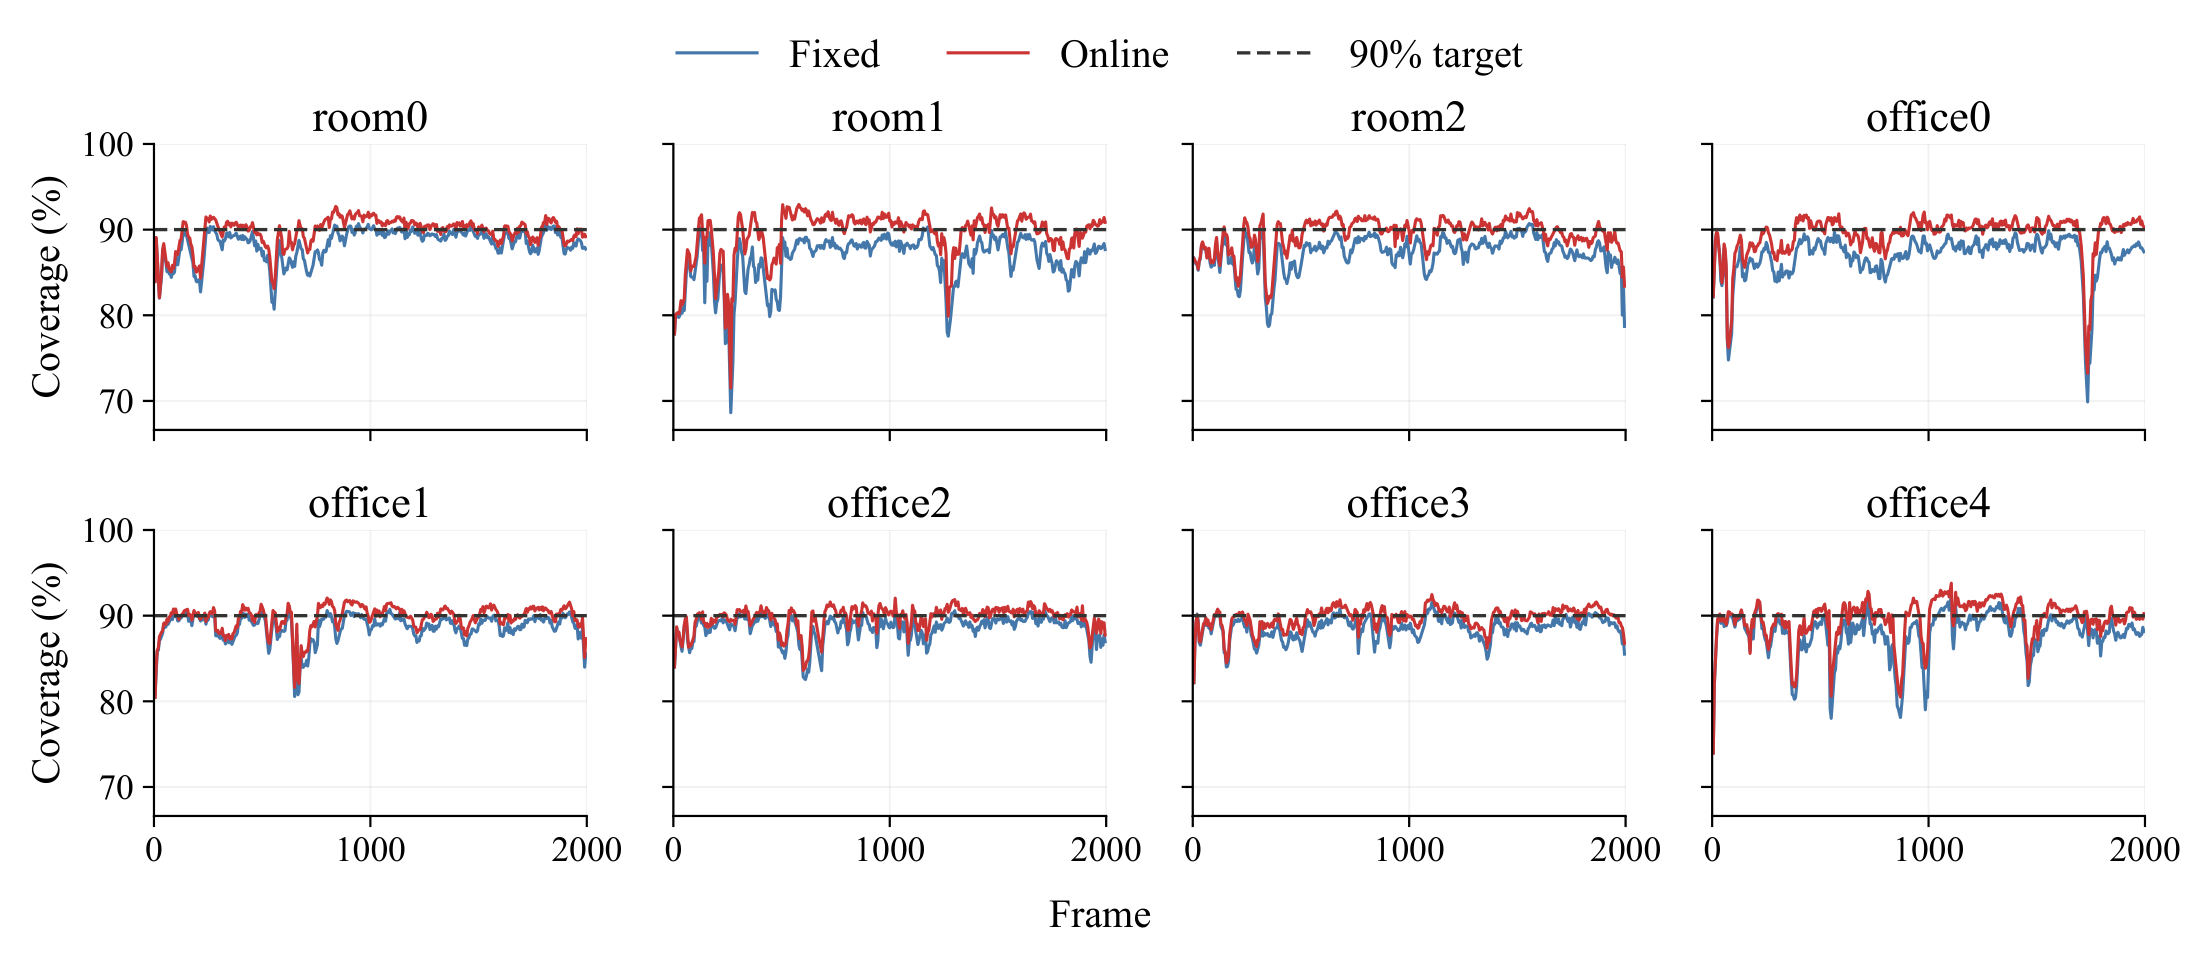 Fixed Online 90% target
room0 room1 room2 office0
100
90
80
70
Coverage (%)
office1 office2 office3 office4
100
90
80
70
Coverage (%)
0 1000 2000 0 1000 2000 0 1000 2000 0 1000 2000
Frame